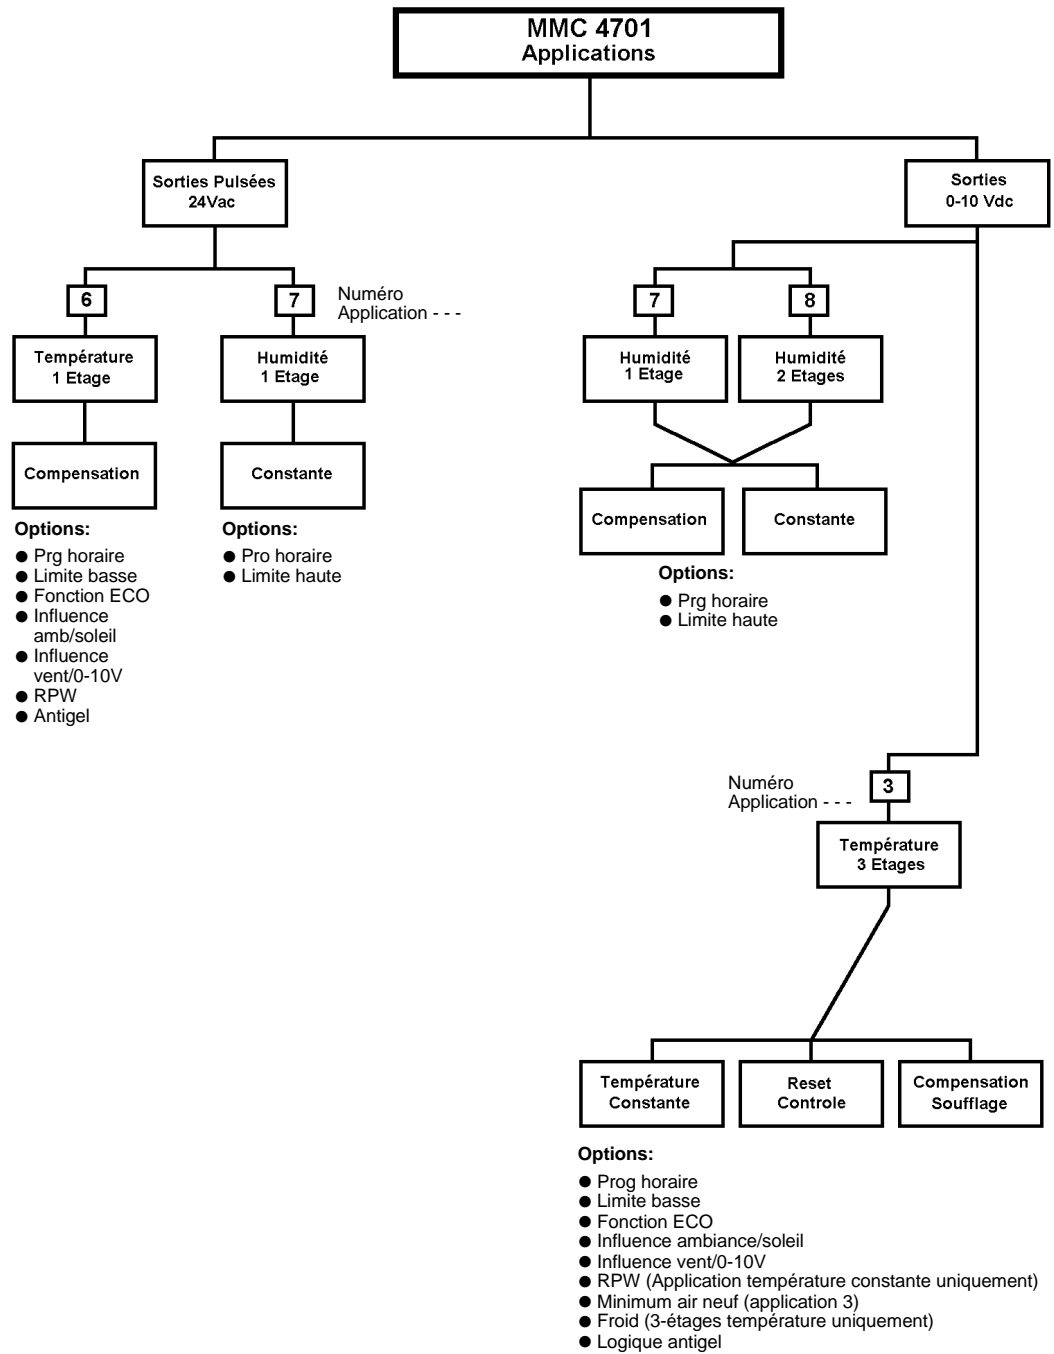 MMC 4701
Applications
Sorties Pulsées
24Vac
Sorties
0-10 Vdc
6
7
Numéro
Application - - -
7
8
Température
1 Etage
Humidité
1 Etage
Humidité
1 Etage
Humidité
2 Etages
Compensation
Constante
Compensation
Constante
Options:
● Prg horaire
● Limite basse
● Fonction ECO
● Influence
amb/soleil
● Influence
vent/0-10V
● RPW
● Antigel
Options:
● Pro horaire
● Limite haute
Options:
● Prg horaire
● Limite haute
Numéro
Application - - -
3
Température
3 Etages
Température
Constante
Reset
Controle
Compensation
Soufflage
Options:
● Prog horaire
● Limite basse
● Fonction ECO
● Influence ambiance/soleil
● Influence vent/0-10V
● RPW (Application température constante uniquement)
● Minimum air neuf (application 3)
● Froid (3-étages température uniquement)
● Logique antigel